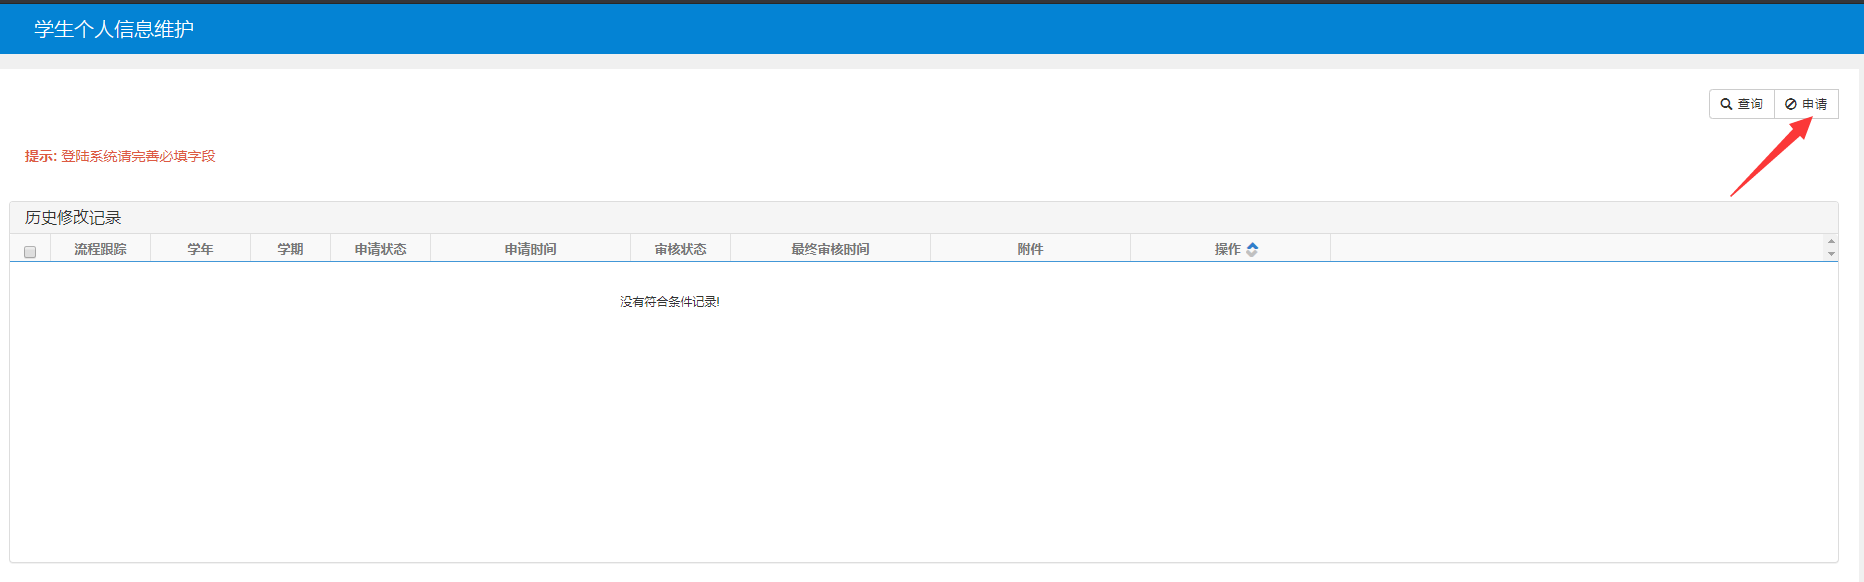 学生个人信息维护
查询 申请
提示: 登陆系统请完善必填字段
历史修改记录
流程跟踪 学年 学期 申请状态 申请时间 审核状态 最终审核时间 附件 操作
没有符合条件记录!